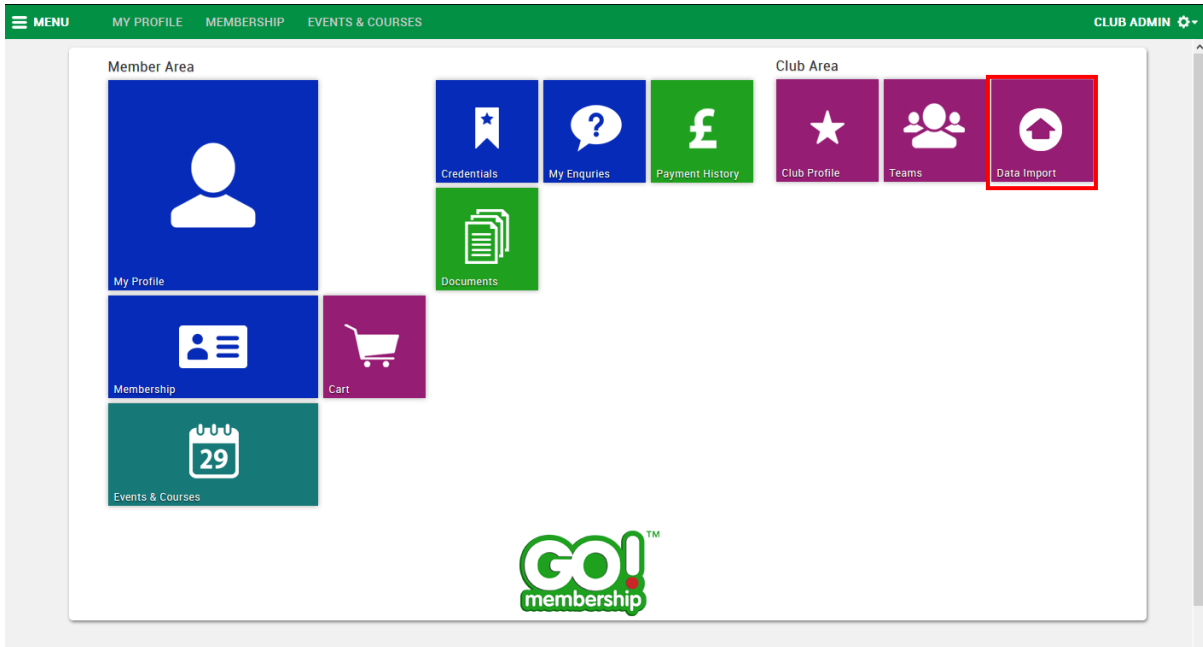 MENU MY PROFILE MEMBERSHIP EVENTS & COURSES CLUB ADMIN
Member Area
Club Area
Credentials
My Enquries
Payment History
Club Profile
Teams
Data Import
My Profile
Documents
Membership
Cart
29
Events & Courses
GO! TM
membership